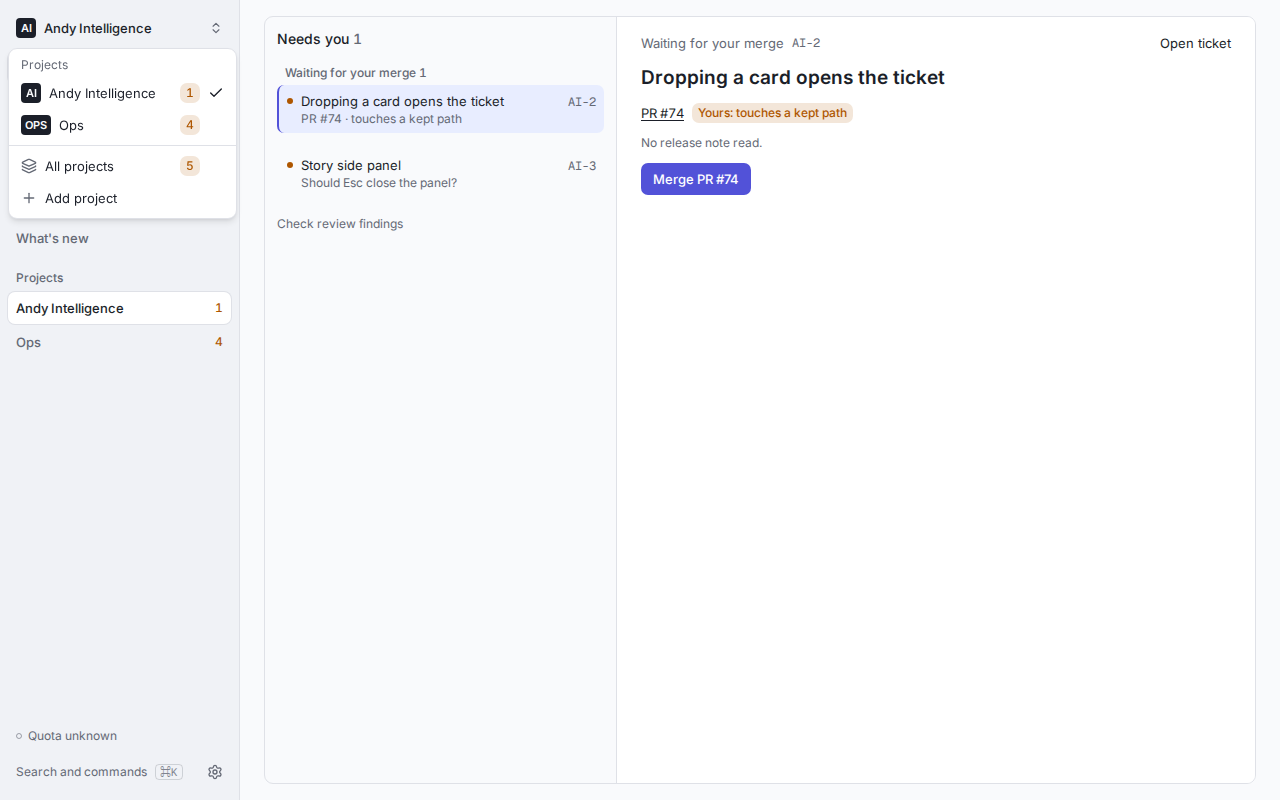 AI Andy Intelligence
Projects
AI Andy Intelligence 1
OPS Ops 4
All projects 5
Add project
What's new
Projects
Andy Intelligence 1
Ops 4
Quota unknown
Search and commands ⌘K
Needs you 1
Waiting for your merge 1
Dropping a card opens the ticket AI-2
PR #74 · touches a kept path
Story side panel AI-3
Should Esc close the panel?
Check review findings
Waiting for your merge AI-2 Open ticket
Dropping a card opens the ticket
PR #74 Yours: touches a kept path
No release note read.
Merge PR #74